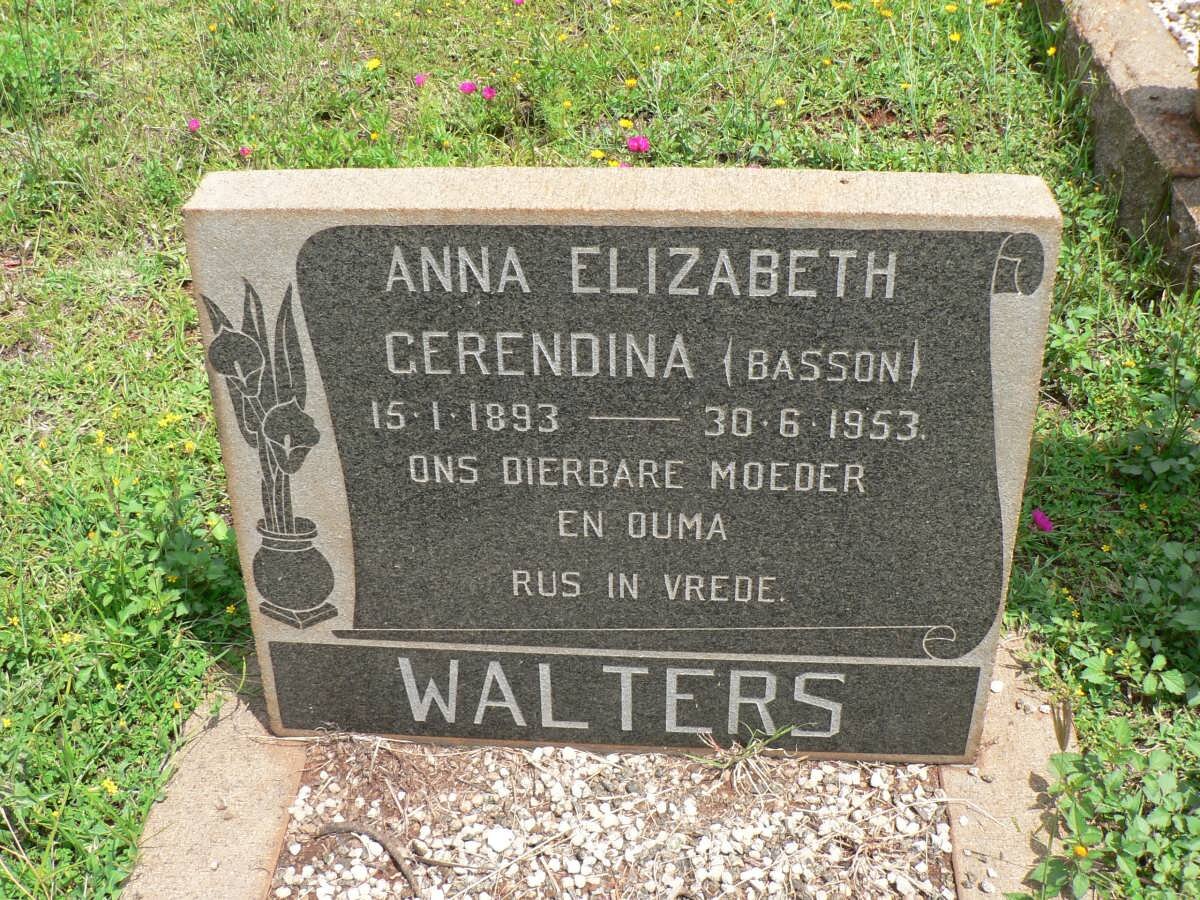 ANNA ELIZABETH
GERENDINA (BASSON)
15·1·1893 — 30·6·1953.
ONS DIERBARE MOEDER
EN OUMA
RUS IN VREDE.
WALTERS